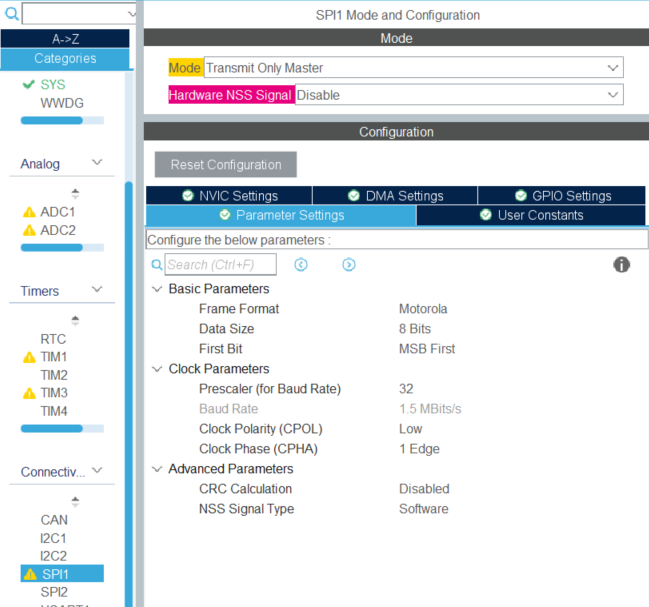 SPI1 Mode and Configuration
A->Z
Categories
SYS
WWDG
Analog
ADC1
ADC2
Timers
RTC
TIM1
TIM2
TIM3
TIM4
Connectiv...
CAN
I2C1
I2C2
SPI1
SPI2
Mode
Mode Transmit Only Master
Hardware NSS Signal Disable
Configuration
Reset Configuration
NVIC Settings
DMA Settings
GPIO Settings
Parameter Settings
User Constants
Configure the below parameters :
Search (Ctrl+F)
Basic Parameters
Frame Format Motorola
Data Size 8 Bits
First Bit MSB First
Clock Parameters
Prescaler (for Baud Rate) 32
Baud Rate 1.5 MBits/s
Clock Polarity (CPOL) Low
Clock Phase (CPHA) 1 Edge
Advanced Parameters
CRC Calculation Disabled
NSS Signal Type Software